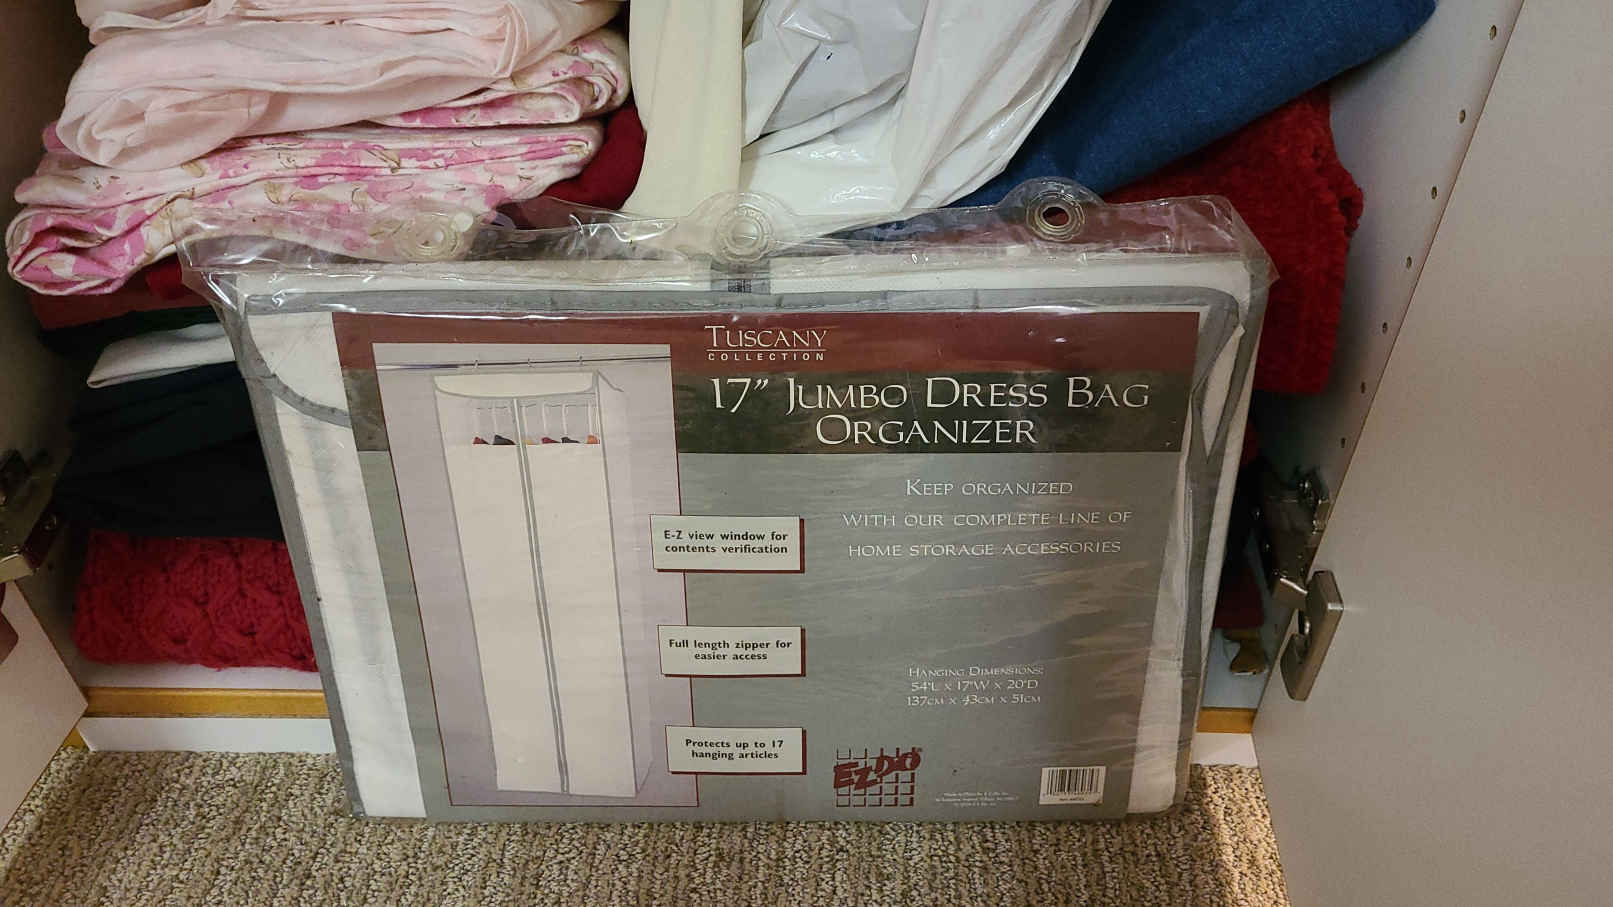 TUSCANY
COLLECTION
17" JUMBO DRESS BAG
ORGANIZER
KEEP ORGANIZED
WITH OUR COMPLETE LINE OF
HOME STORAGE ACCESSORIES
E-Z view window for
contents verification
Full length zipper for
easier access
Protects up to 17
hanging articles
HANGING DIMENSIONS:
54"L x 17"W x 20"D
137CM x 43CM x 51CM
EZDO®